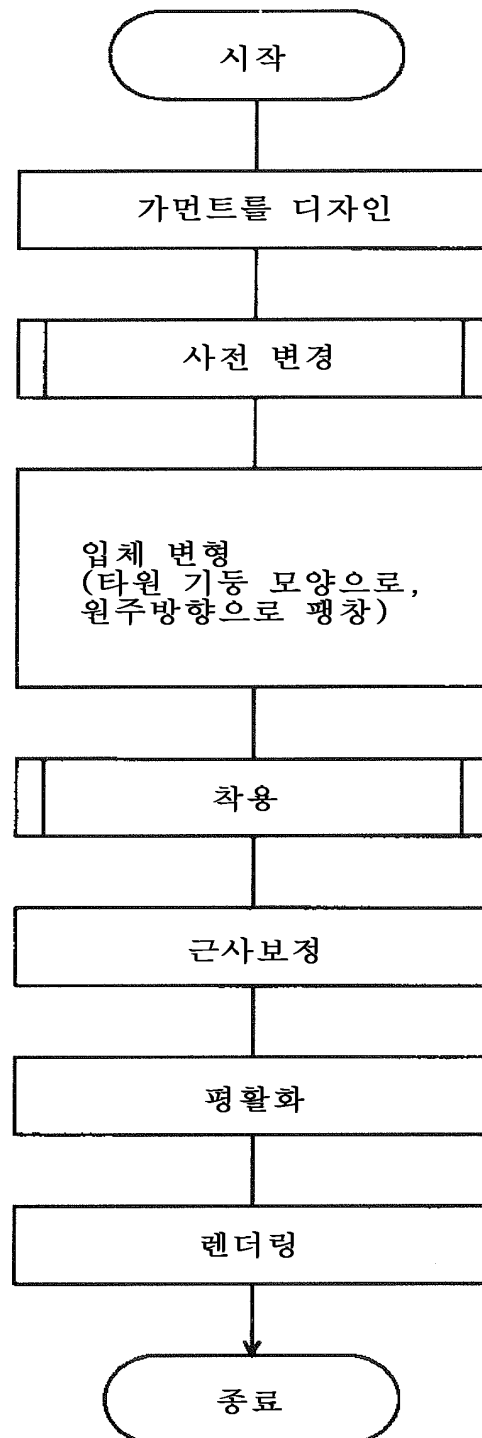 시작
가먼트를 디자인
사전 변경
입체 변형
(타원 기둥 모양으로,
원주방향으로 팽창)
착용
근사보정
평활화
렌더링
종료